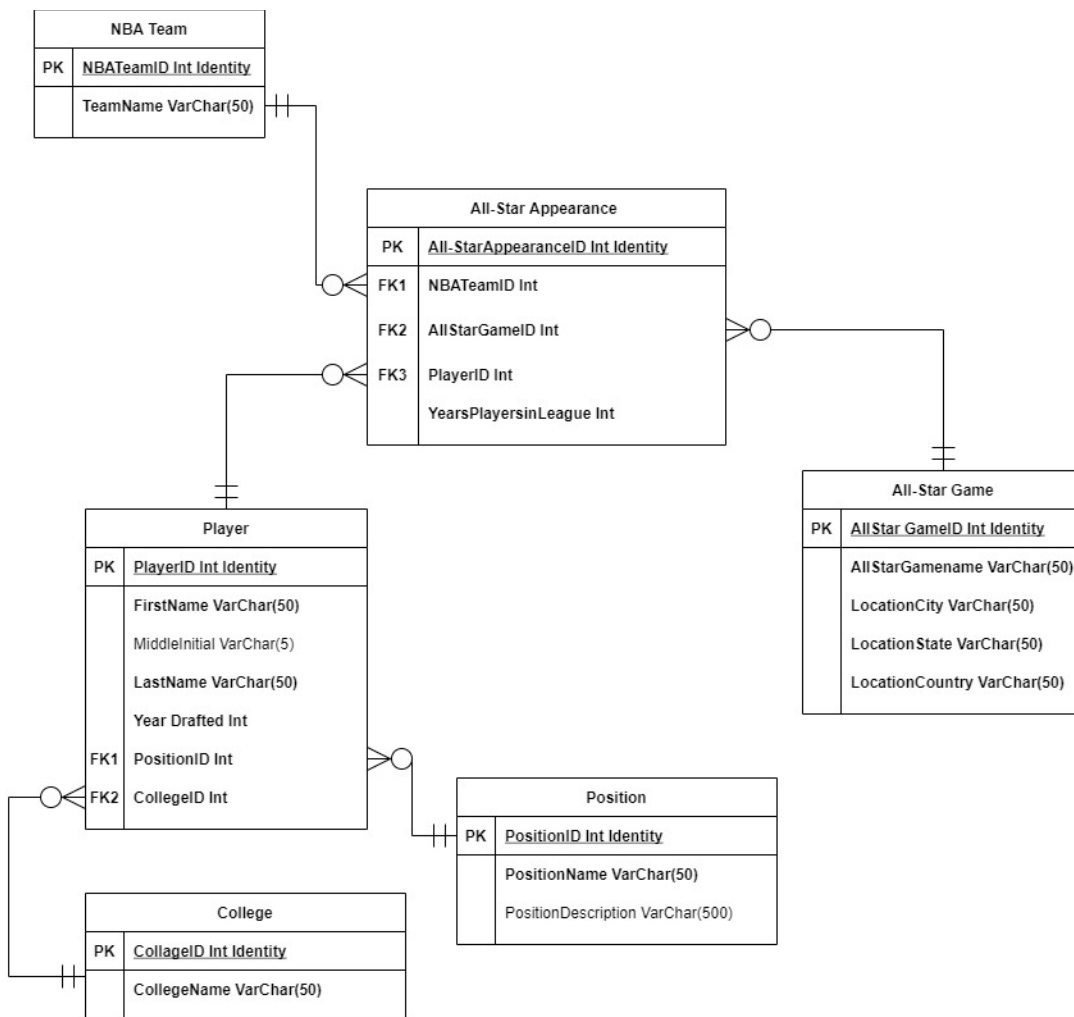 NBA Team
PK NBATeamID Int Identity
TeamName VarChar(50)
All-Star Appearance
PK All-StarAppearanceID Int Identity
FK1 NBATeamID Int
FK2 AllStarGameID Int
FK3 PlayerID Int
YearsPlayersinLeague Int
All-Star Game
PK AllStar GameID Int Identity
AllStarGamename VarChar(50)
LocationCity VarChar(50)
LocationState VarChar(50)
LocationCountry VarChar(50)
Player
PK PlayerID Int Identity
FirstName VarChar(50)
MiddleInitial VarChar(5)
LastName VarChar(50)
Year Drafted Int
FK1 PositionID Int
FK2 CollegeID Int
Position
PK PositionID Int Identity
PositionName VarChar(50)
PositionDescription VarChar(500)
College
PK CollageID Int Identity
CollegeName VarChar(50)